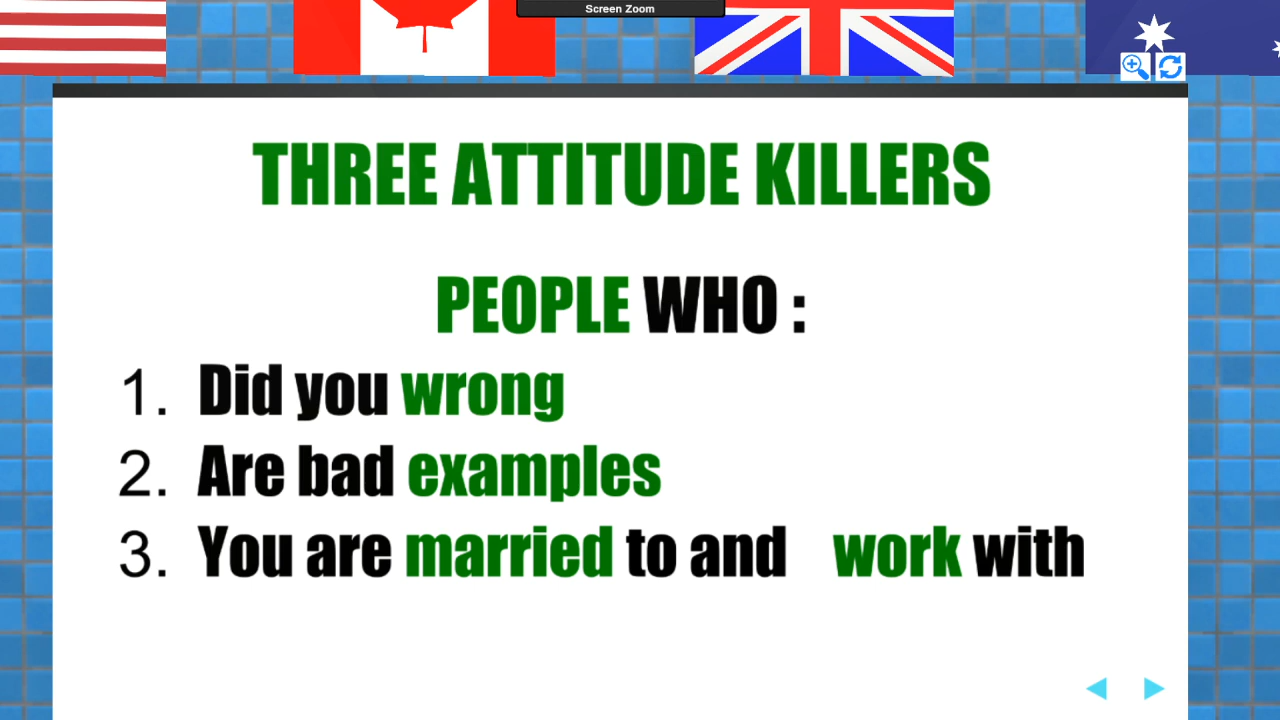 Screen Zoom
THREE ATTITUDE KILLERS
PEOPLE WHO :
1. Did you wrong
2. Are bad examples
3. You are married to and work with